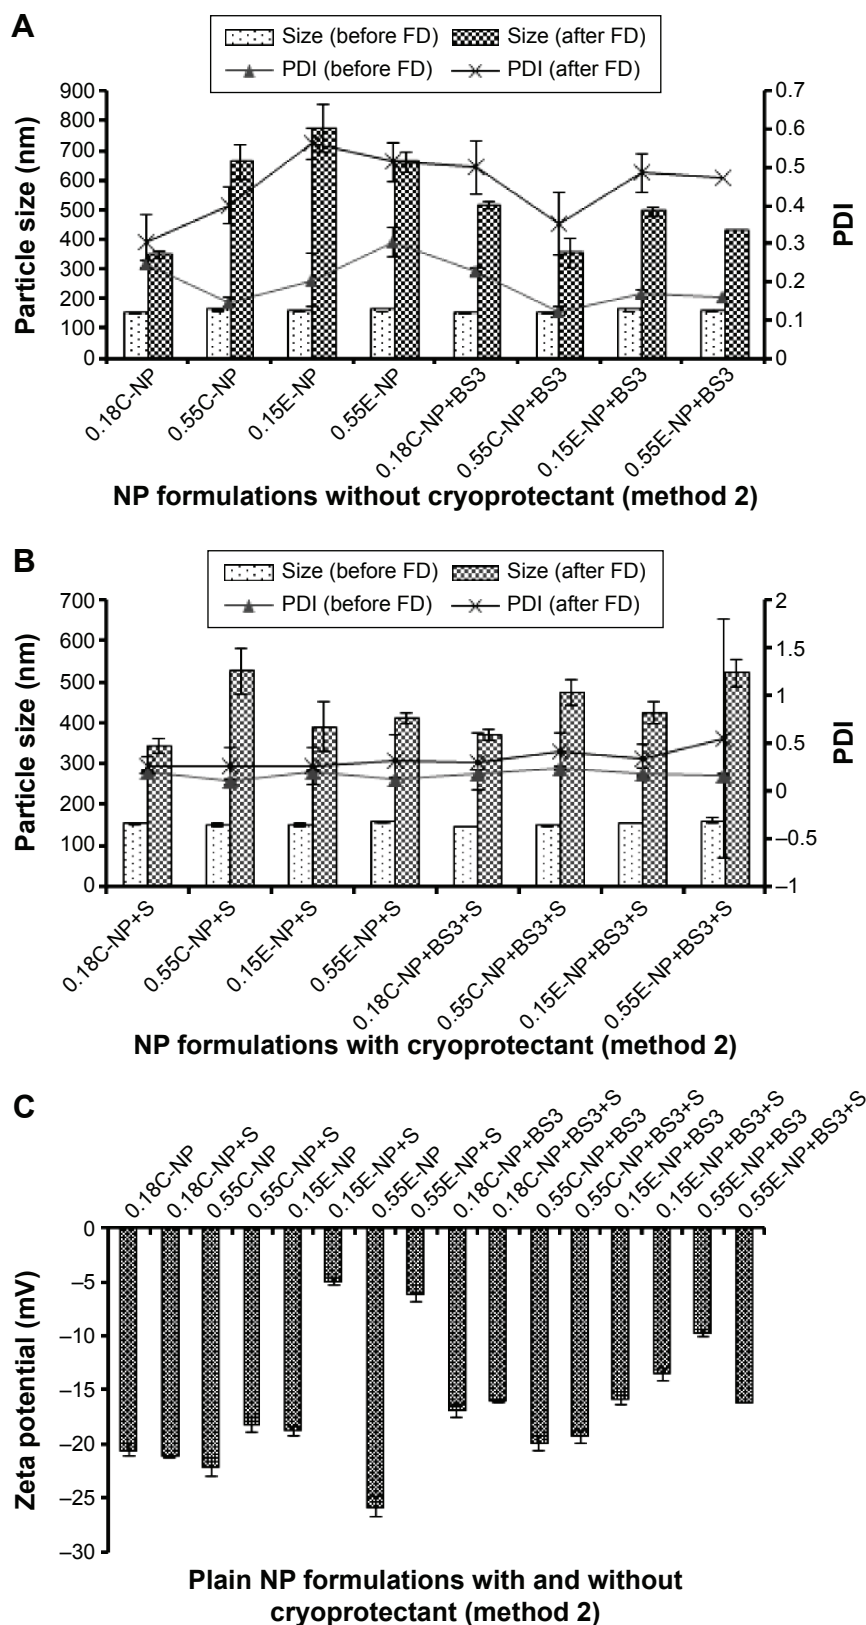 A
Size (before FD) Size (after FD)
PDI (before FD) PDI (after FD)
900
800
700
600
500
400
300
200
100
0
Particle size (nm)
0.7
0.6
0.5
0.4
0.3
0.2
0.1
0
PDI
0.18C-NP
0.55C-NP
0.15E-NP
0.55E-NP
0.18C-NP+BS3
0.55C-NP+BS3
0.15E-NP+BS3
0.55E-NP+BS3
NP formulations without cryoprotectant (method 2)
B
Size (before FD) Size (after FD)
PDI (before FD) PDI (after FD)
700
600
500
400
300
200
100
0
Particle size (nm)
2
1.5
1
0.5
0
–0.5
–1
PDI
0.18C-NP+S
0.55C-NP+S
0.15E-NP+S
0.55E-NP+S
0.18C-NP+BS3+S
0.55C-NP+BS3+S
0.15E-NP+BS3+S
0.55E-NP+BS3+S
NP formulations with cryoprotectant (method 2)
C
0.18C-NP
0.18C-NP+S
0.55C-NP
0.55C-NP+S
0.15E-NP
0.15E-NP+S
0.55E-NP
0.55E-NP+S
0.18C-NP+BS3
0.18C-NP+BS3+S
0.55C-NP+BS3
0.55C-NP+BS3+S
0.15E-NP+BS3
0.15E-NP+BS3+S
0.55E-NP+BS3
0.55E-NP+BS3+S
0
–5
–10
–15
–20
–25
–30
Zeta potential (mV)
Plain NP formulations with and without
cryoprotectant (method 2)